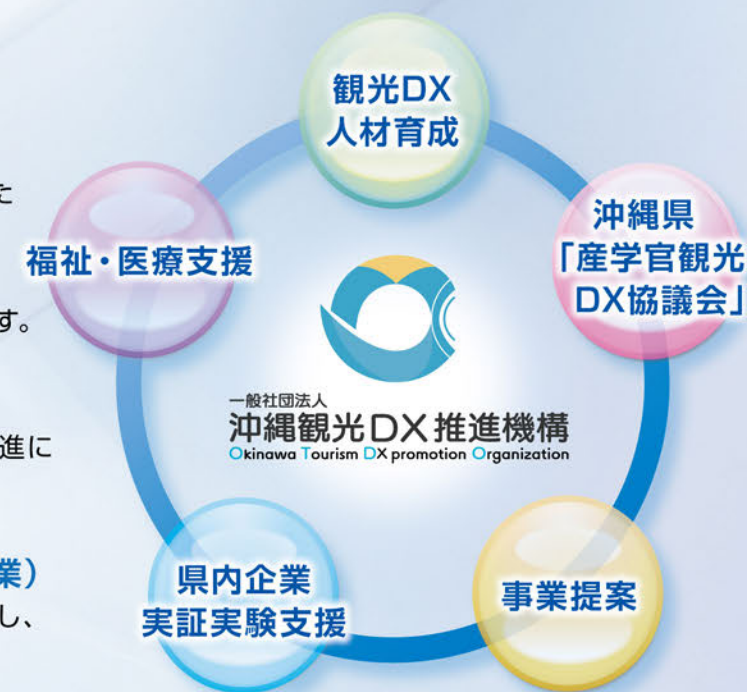 た
す。
進に
業）
し、
観光DX
人材育成
沖縄県
「産学官観光
DX協議会」
事業提案
県内企業
実証実験支援
福祉・医療支援
一般社団法人
沖縄観光DX推進機構
Okinawa Tourism DX promotion Organization